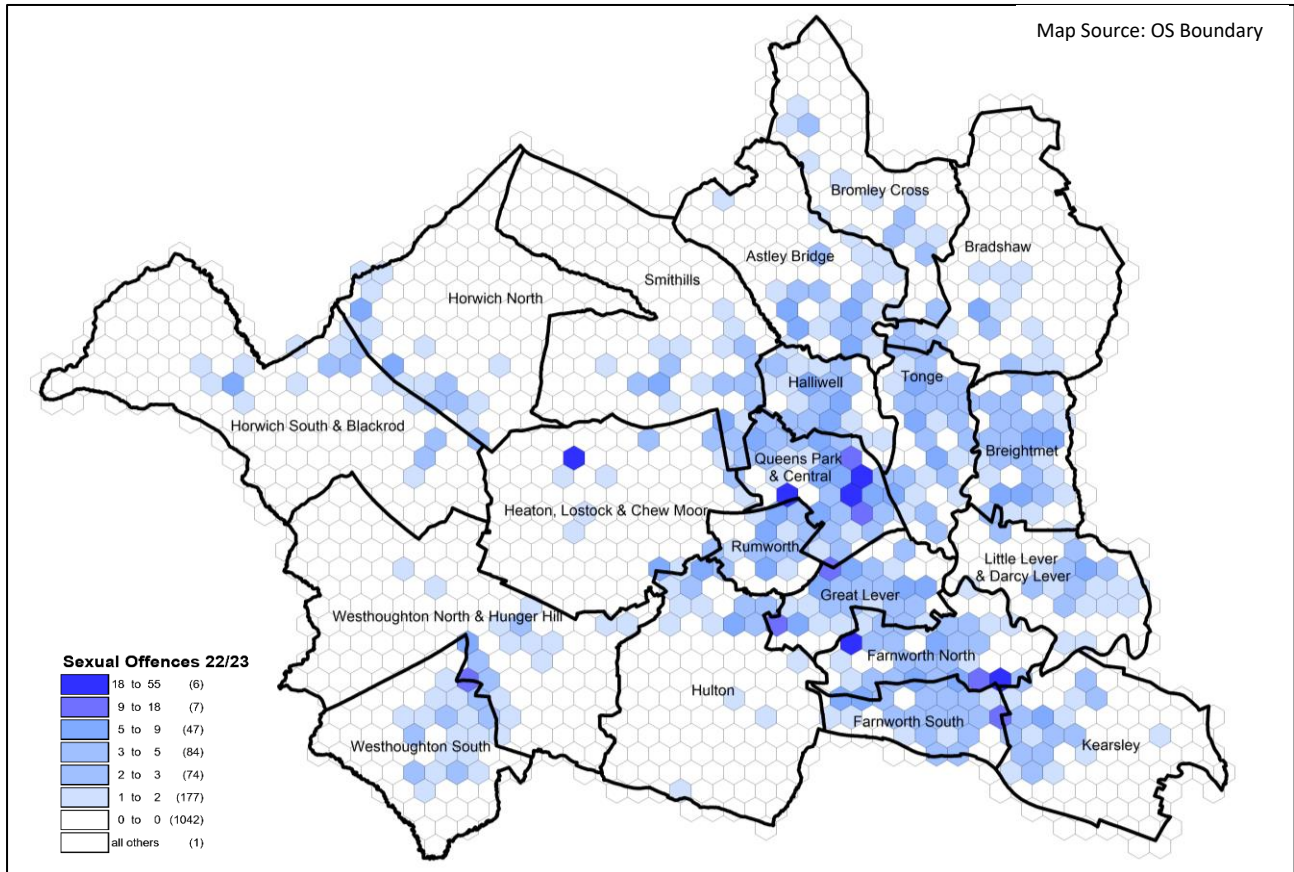 Map Source: OS Boundary
Bromley Cross
Bradshaw
Astley Bridge
Smithills
Horwich North
Halliwell
Tonge
Horwich South & Blackrod
Queens Park
& Central
Breightmet
Heaton, Lostock & Chew Moor
Rumworth
Little Lever
& Darcy Lever
Great Lever
Westhoughton North & Hunger Hill
Farnworth North
Hulton
Farnworth South
Westhoughton South
Kearsley
Sexual Offences 22/23
18 to 55 (6)
9 to 18 (7)
5 to 9 (47)
3 to 5 (84)
2 to 3 (74)
1 to 2 (177)
0 to 0 (1042)
all others (1)